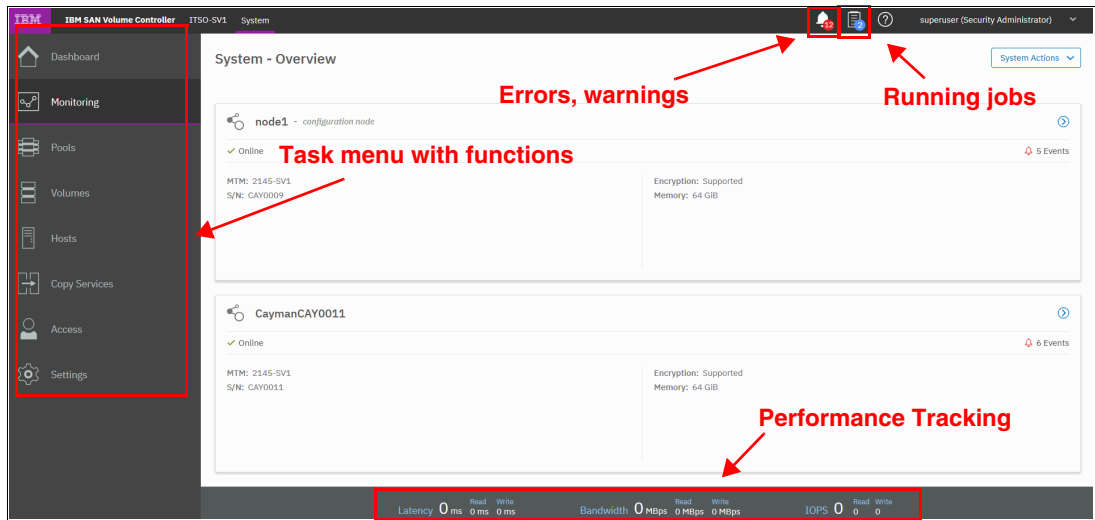 IBM IBM SAN Volume Controller ITSO-SV1 System 12 2 ? superuser (Security Administrator)
Dashboard
System - Overview
System Actions
Errors, warnings
Running jobs
Monitoring
node1 - configuration node
Pools
Online
5 Events
Task menu with functions
MTM: 2145-SV1
S/N: CAY0009
Encryption: Supported
Memory: 64 GiB
Volumes
Hosts
Copy Services
CaymanCAY0011
Access
Online
6 Events
Settings
MTM: 2145-SV1
S/N: CAY0011
Encryption: Supported
Memory: 64 GiB
Performance Tracking
Latency 0 ms Read 0 ms Write 0 ms
Bandwidth 0 MBps Read 0 MBps Write 0 MBps
IOPS 0 Read 0 Write 0